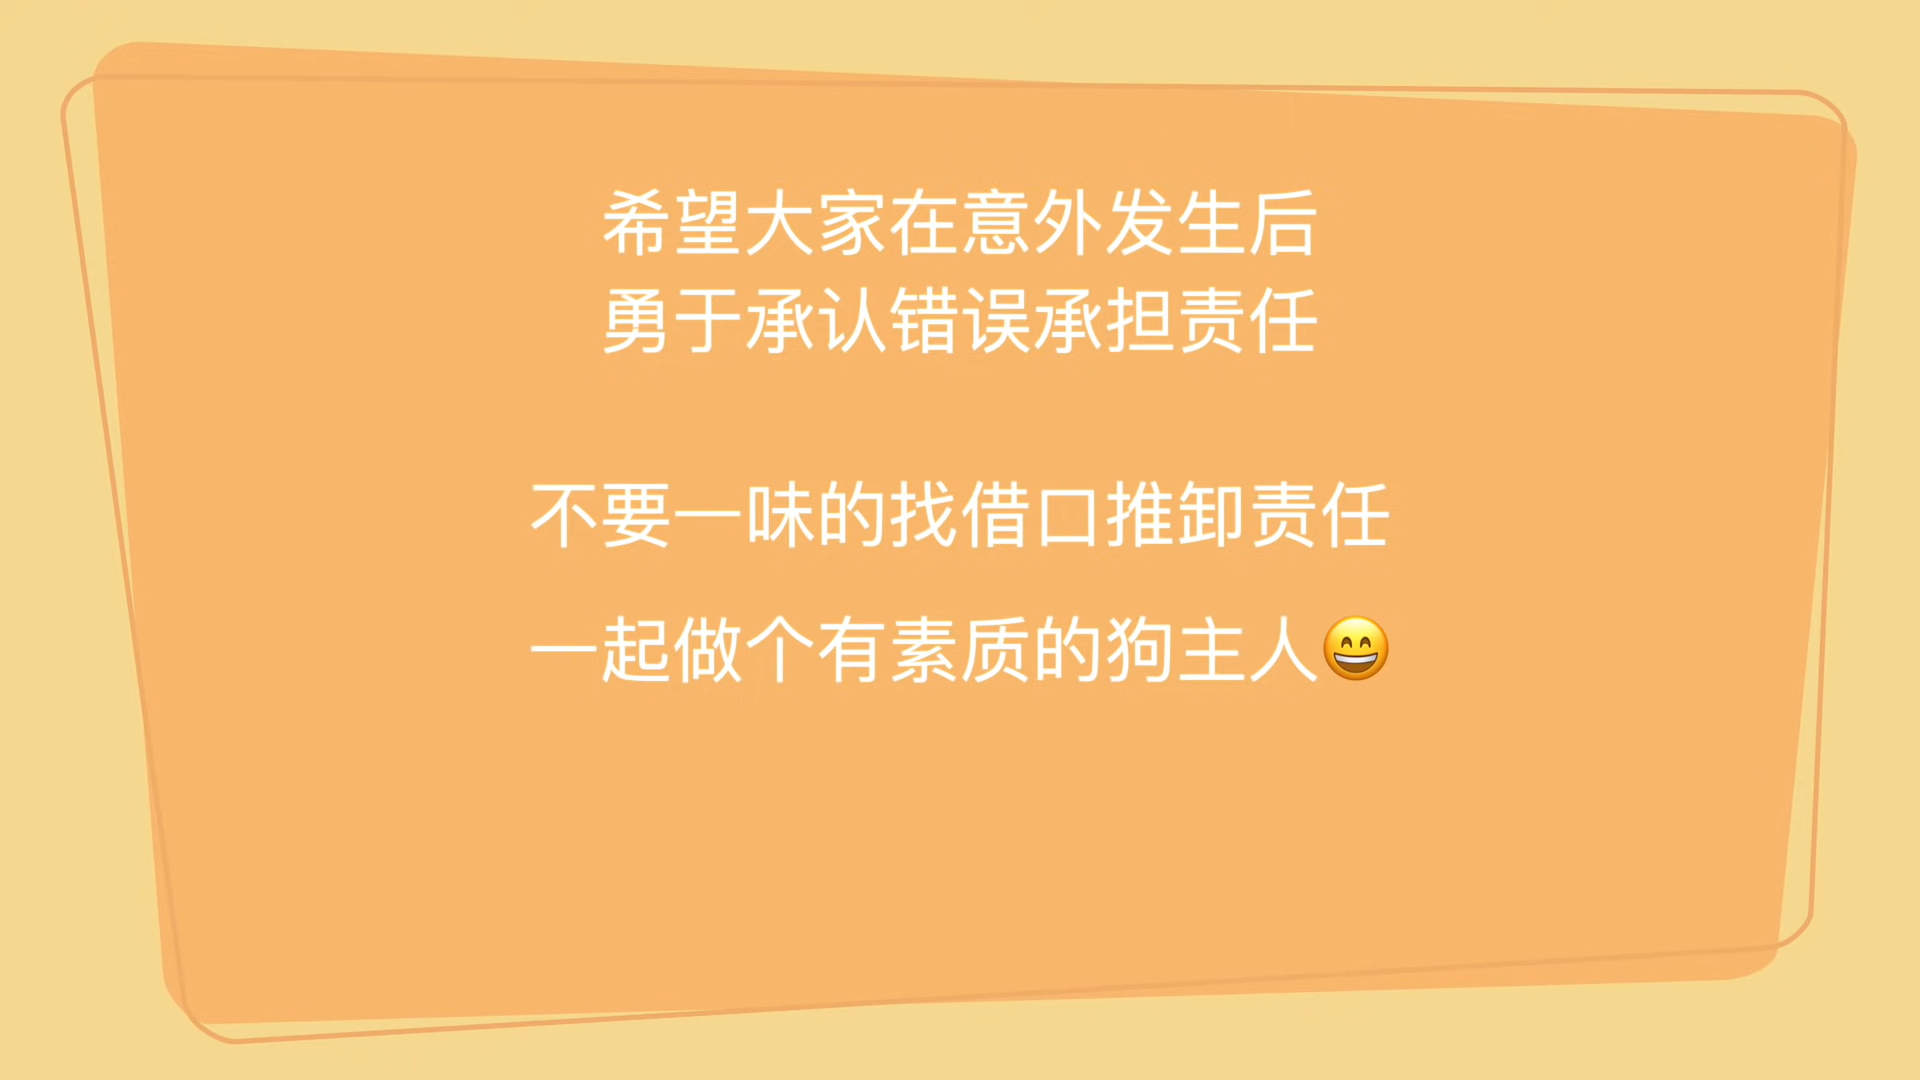 希望大家在意外发生后
勇于承认错误承担责任
不要一味的找借口推卸责任
一起做个有素质的狗主人😄